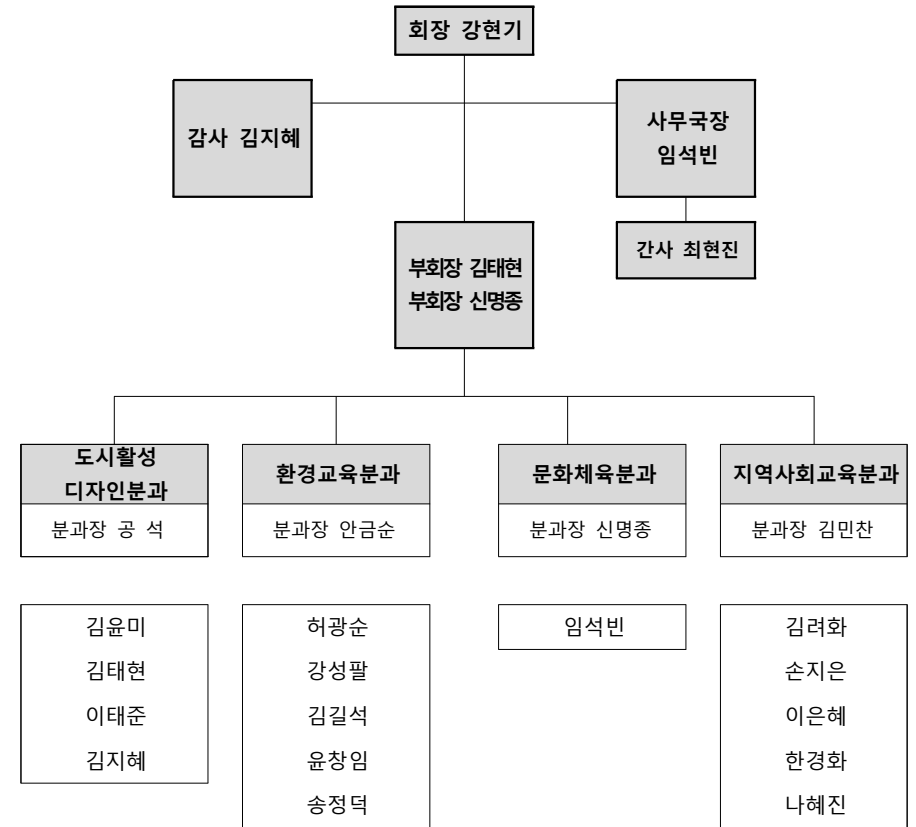 회장 강현기
감사 김지혜
사무국장
임석빈
간사 최현진
부회장 김태현
부회장 신명종
도시활성
디자인분과
분과장 공 석
환경교육분과
분과장 안금순
문화체육분과
분과장 신명종
지역사회교육분과
분과장 김민찬
김윤미
김태현
이태준
김지혜
허광순
강성팔
김길석
윤창임
송정덕
임석빈
김려화
손지은
이은혜
한경화
나혜진